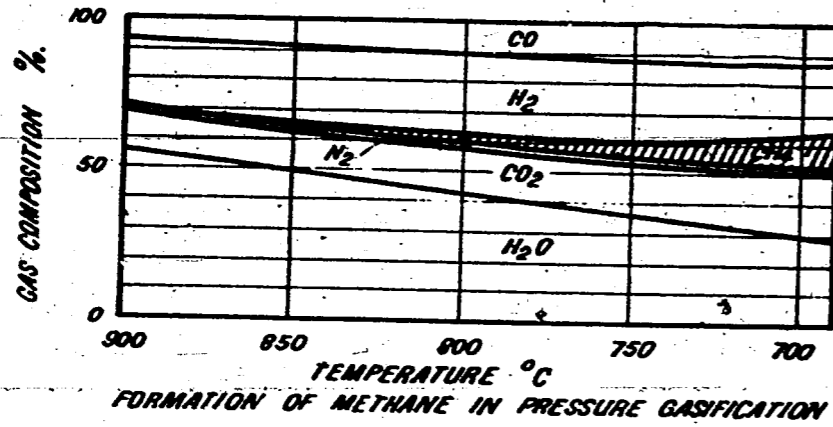 100
CO
H2
GAS COMPOSITION %.
50
N2
CO2
CH4
H2O
0
900 850 800 750 700
TEMPERATURE °C
FORMATION OF METHANE IN PRESSURE GASIFICATION